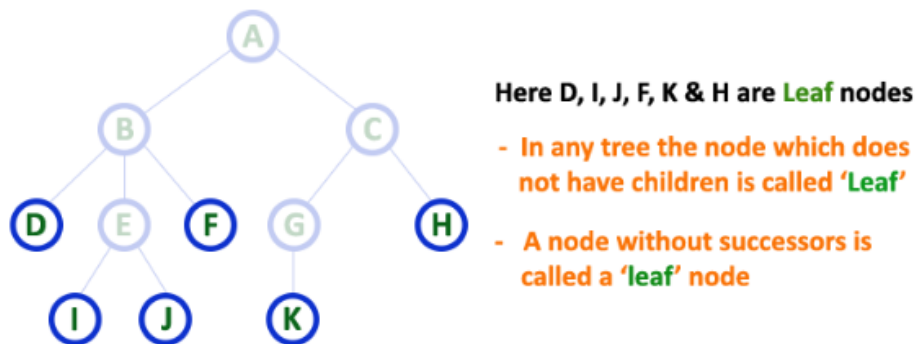 A
Here D, I, J, F, K & H are Leaf nodes
B
C
- In any tree the node which does
not have children is called ‘Leaf’
D
E
F
G
H
- A node without successors is
called a ‘leaf’ node
I
J
K